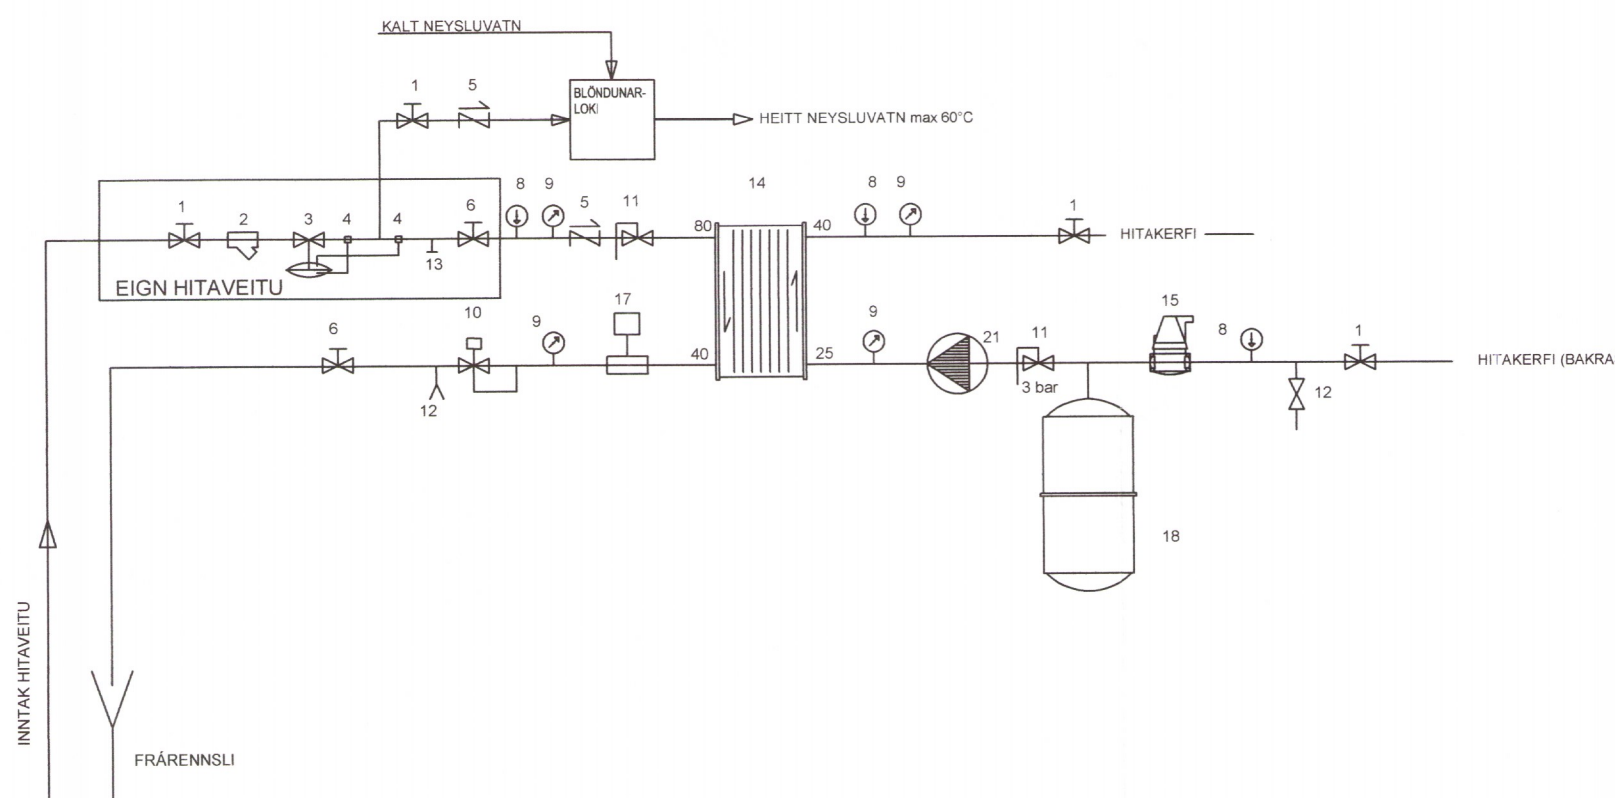 KALT NEYSLUVATN
1 5
BLÖNDUNAR-
LOKI
HEITT NEYSLUVATN max 60°C
1 2 3 4 4 6 8 9 5 11 14 8 9 1
80 40
HITAKERFI
13
EIGN HITAVEITU
6 10 9 17 9 21 11 15 8 1
40 25
HITAKERFI (BAKRA
12 3 bar 12
18
INNTAK HITAVEITU
FRÁRENNSLI